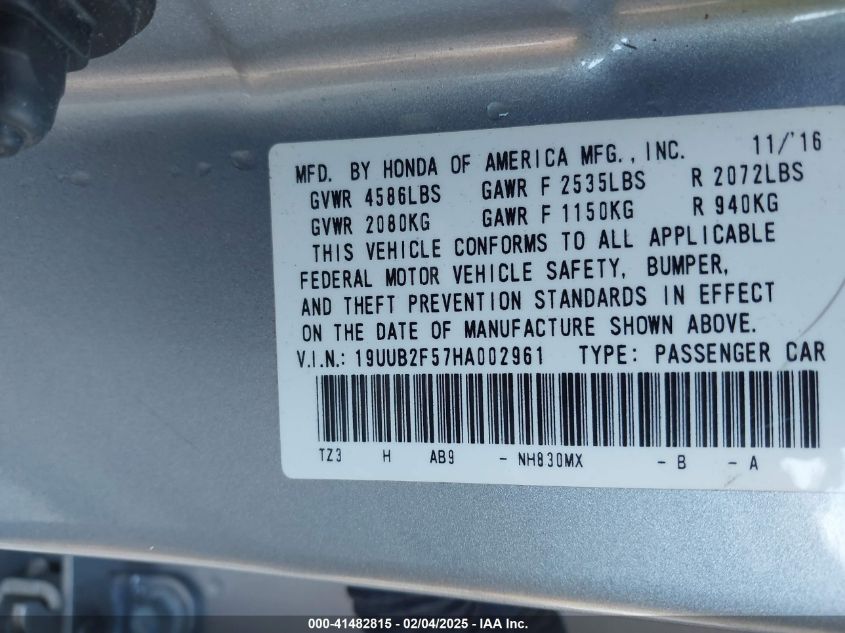 MFD. BY HONDA OF AMERICA MFG., INC. 11/'16
GVWR 4586LBS GAWR F 2535LBS R 2072LBS
GVWR 2080KG GAWR F 1150KG R 940KG
THIS VEHICLE CONFORMS TO ALL APPLICABLE
FEDERAL MOTOR VEHICLE SAFETY, BUMPER,
AND THEFT PREVENTION STANDARDS IN EFFECT
ON THE DATE OF MANUFACTURE SHOWN ABOVE.
V.I.N.: 19UUB2F57HA002961 TYPE: PASSENGER CAR
TZ3 H AB9 - NH830MX - B - A
000-41482815 - 02/04/2025 - IAA Inc.